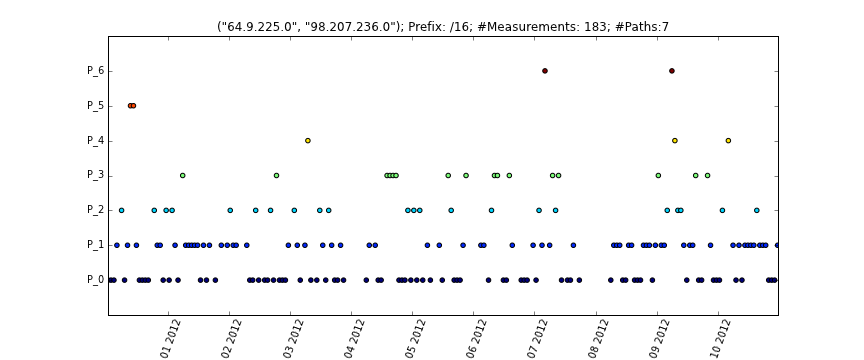 ("64.9.225.0", "98.207.236.0"); Prefix: /16; #Measurements: 183; #Paths:7
P_6
P_5
P_4
P_3
P_2
P_1
P_0
01 2012
02 2012
03 2012
04 2012
05 2012
06 2012
07 2012
08 2012
09 2012
10 2012